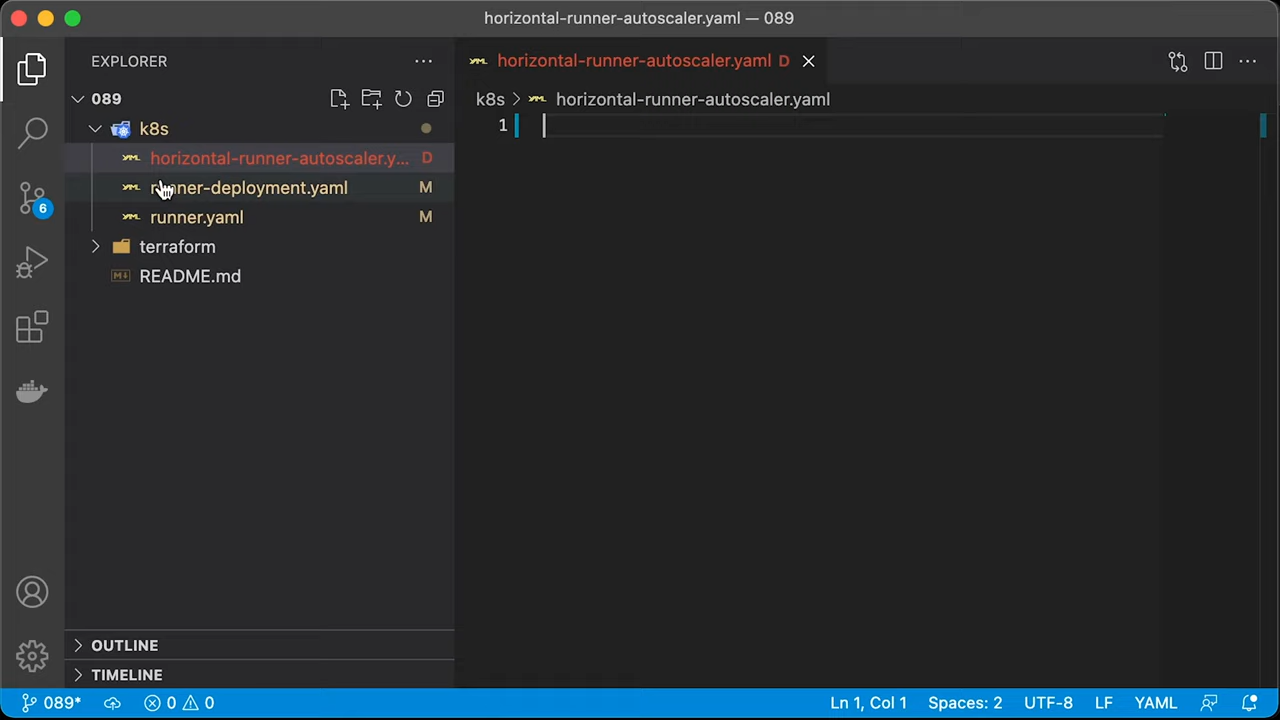 horizontal-runner-autoscaler.yaml — 089
EXPLORER
089
k8s
horizontal-runner-autoscaler.y... D
runner-deployment.yaml M
runner.yaml M
terraform
README.md
OUTLINE
TIMELINE
horizontal-runner-autoscaler.yaml D
k8s > horizontal-runner-autoscaler.yaml
1
6
089* 0 0
Ln 1, Col 1 Spaces: 2 UTF-8 LF YAML